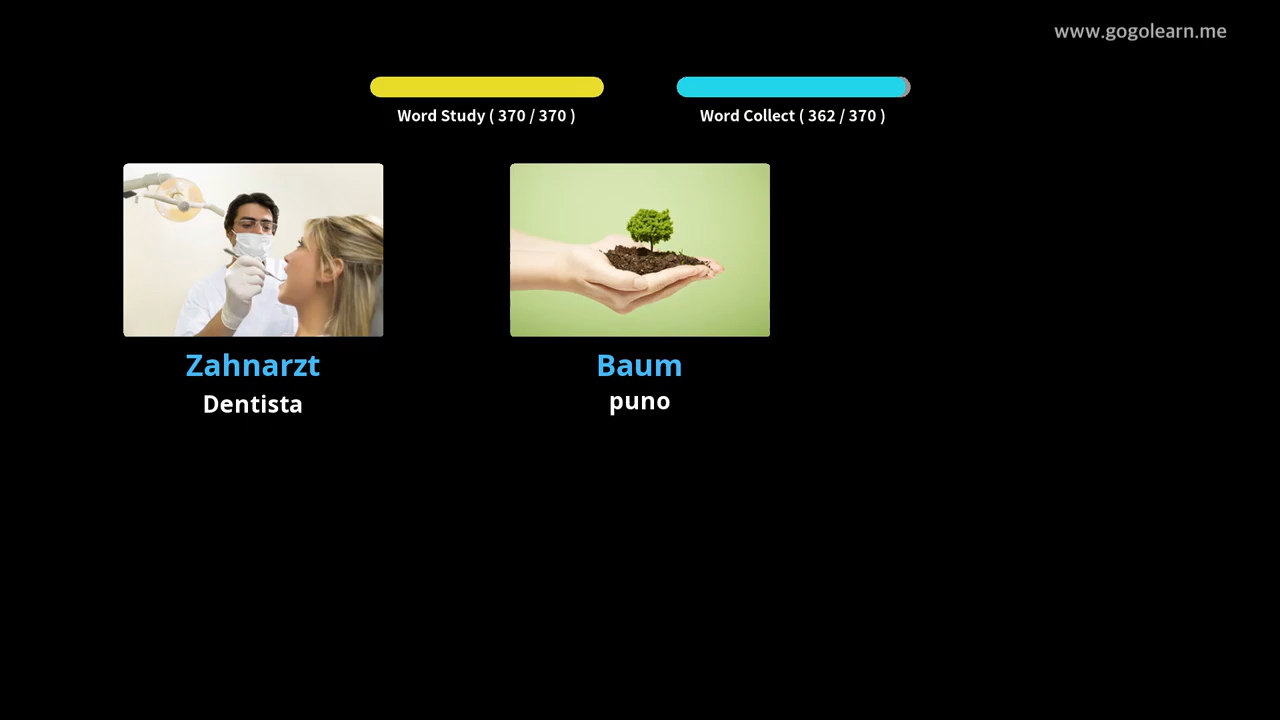 www.gogolearn.me
Word Study ( 370 / 370 )
Word Collect ( 362 / 370 )
Zahnarzt
Dentista
Baum
puno